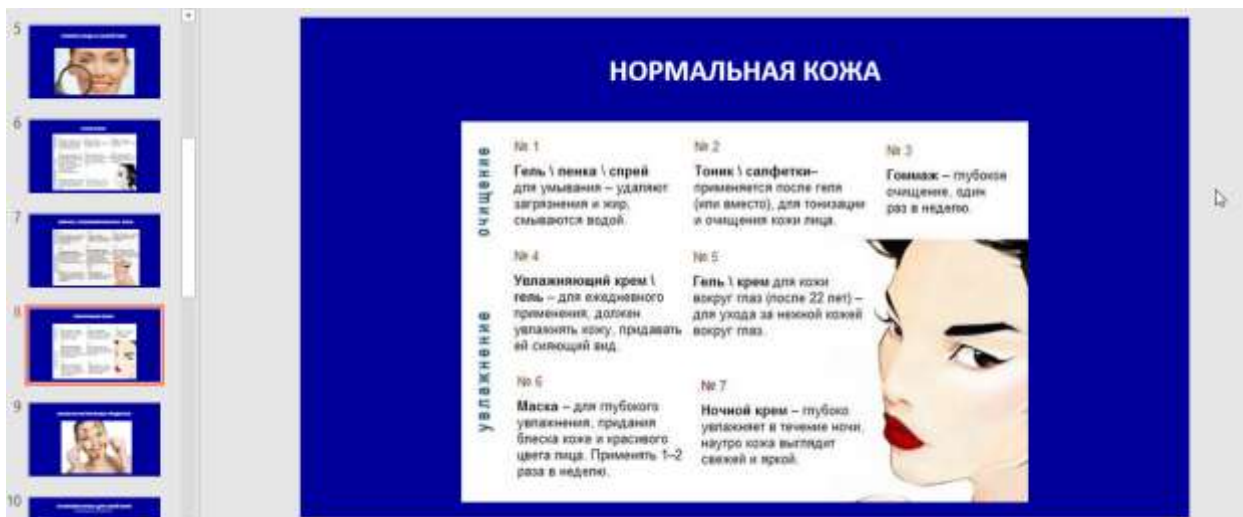 5
6
7
8
9
10
НОРМАЛЬНАЯ КОЖА
очищение
№ 1
Гель \ пенка \ спрей
для умывания – удаляют
загрязнения и жир,
смываются водой.
№ 2
Тоник \ салфетки–
применяется после геля
(или вместо), для тонизации
и очищения кожи лица.
№ 3
Гоммаж – глубокое
очищение, один
раз в неделю.
увлажнение
№ 4
Увлажняющий крем \
гель – для ежедневного
применения, должен
увлажнять кожу, придавать
ей сияющий вид.
№ 5
Гель \ крем для кожи
вокруг глаз (после 22 лет) –
для ухода за нежной кожей
вокруг глаз.
№ 6
Маска – для глубокого
увлажнения, придания
блеска коже и красивого
цвета лица. Применять 1–2
раза в неделю.
№ 7
Ночной крем – глубоко
увлажняет в течение ночи,
наутро кожа выглядит
свежей и яркой.